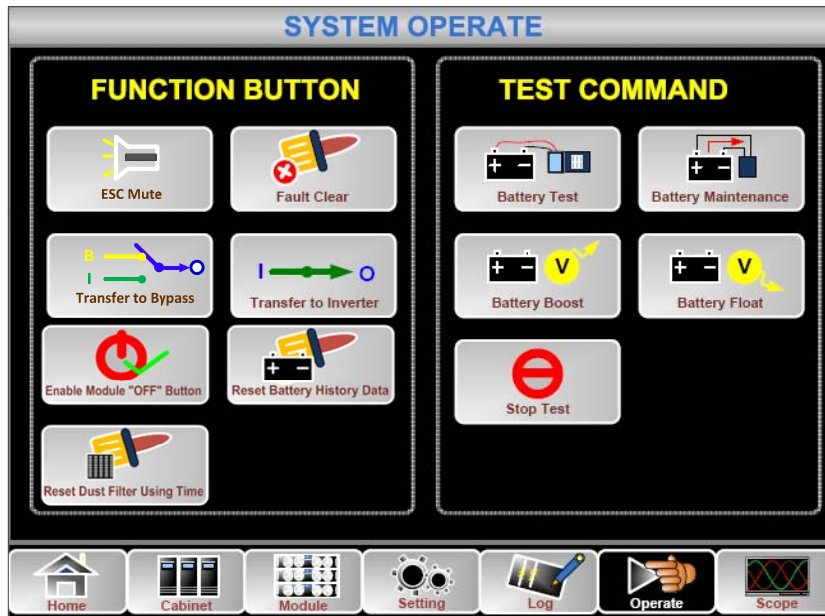 SYSTEM OPERATE
FUNCTION BUTTON
ESC Mute
Fault Clear
B
I
Transfer to Bypass
I O
Transfer to Inverter
Enable Module "OFF" Button
Reset Battery History Data
Reset Dust Filter Using Time
TEST COMMAND
Battery Test
Battery Maintenance
V
Battery Boost
V
Battery Float
Stop Test
Home
Cabinet
Module
Setting
Log
Operate
Scope